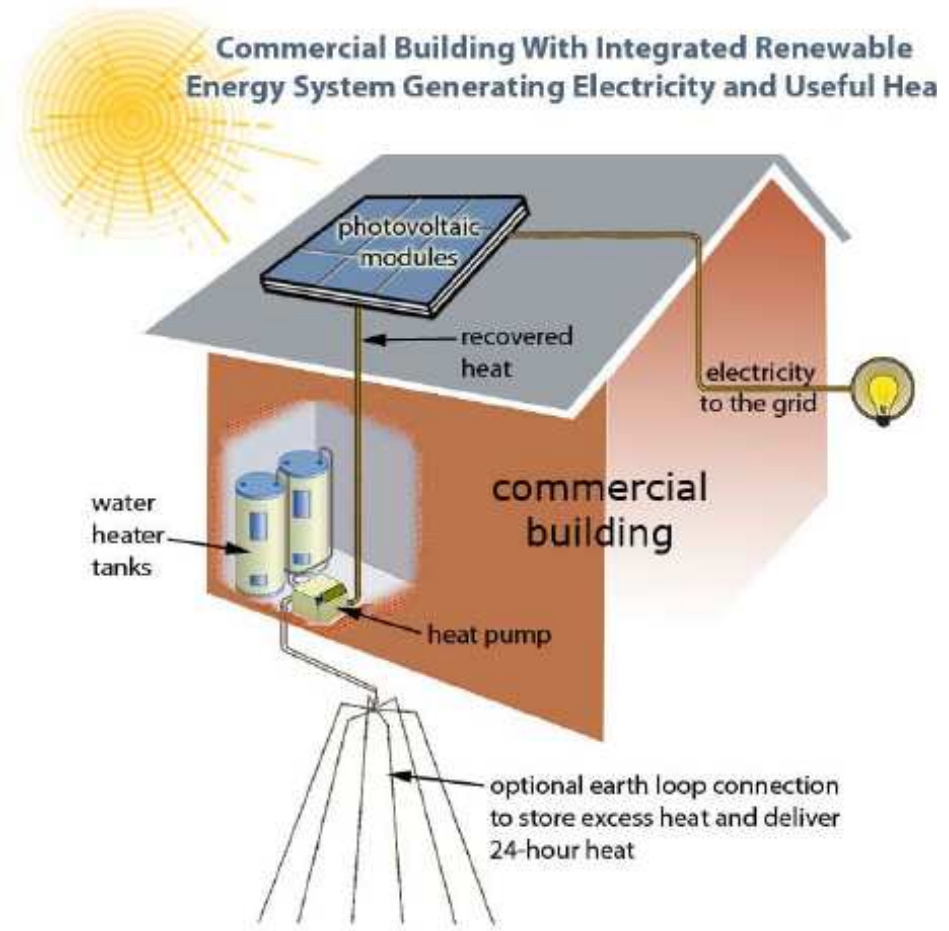 Commercial Building With Integrated Renewable
Energy System Generating Electricity and Useful Hea
photovoltaic
modules
recovered
heat
electricity
to the grid
commercial
building
water
heater
tanks
heat pump
optional earth loop connection
to store excess heat and deliver
24-hour heat